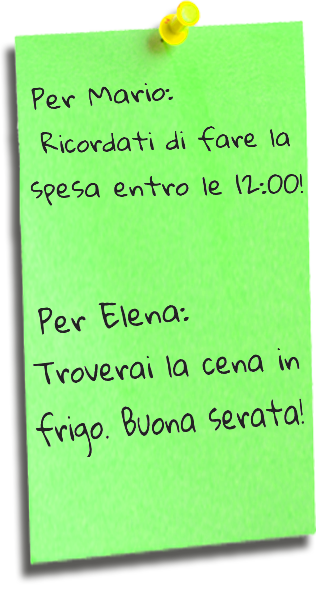 Per Mario:
Ricordati di fare la
spesa entro le 12:00!
Per Elena:
Troverai la cena in
frigo. Buona serata!